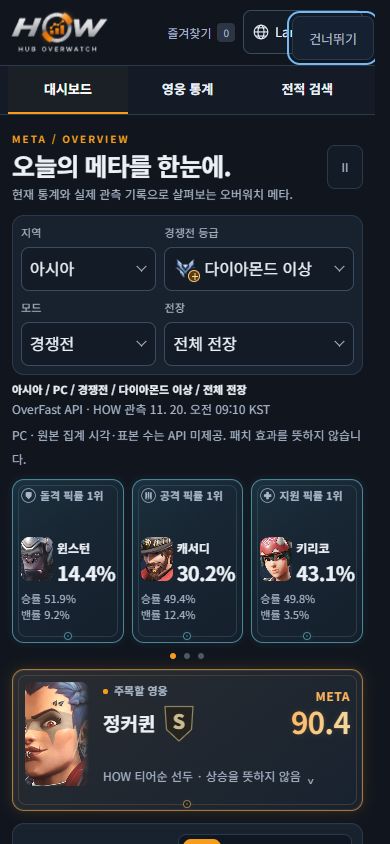 HOW
HUB OVERWATCH
즐겨찾기 0
건너뛰기
대시보드 영웅 통계 전적 검색
META / OVERVIEW
오늘의 메타를 한눈에.
현재 통계와 실제 관측 기록으로 살펴보는 오버워치 메타.
지역 경쟁전 등급
아시아 다이아몬드 이상
모드 전장
경쟁전 전체 전장
아시아 / PC / 경쟁전 / 다이아몬드 이상 / 전체 전장
OverFast API · HOW 관측 11. 20. 오전 09:10 KST
PC · 원본 집계 시각·표본 수는 API 미제공. 패치 효과를 뜻하지 않습니
다.
돌격 픽률 1위
윈스턴
14.4%
승률 51.9%
밴률 9.2%
공격 픽률 1위
캐서디
30.2%
승률 49.4%
밴률 12.4%
지원 픽률 1위
키리코
43.1%
승률 49.8%
밴률 3.5%
주목할 영웅
정커퀸 S
META
90.4
HOW 티어순 선두 · 상승을 뜻하지 않음